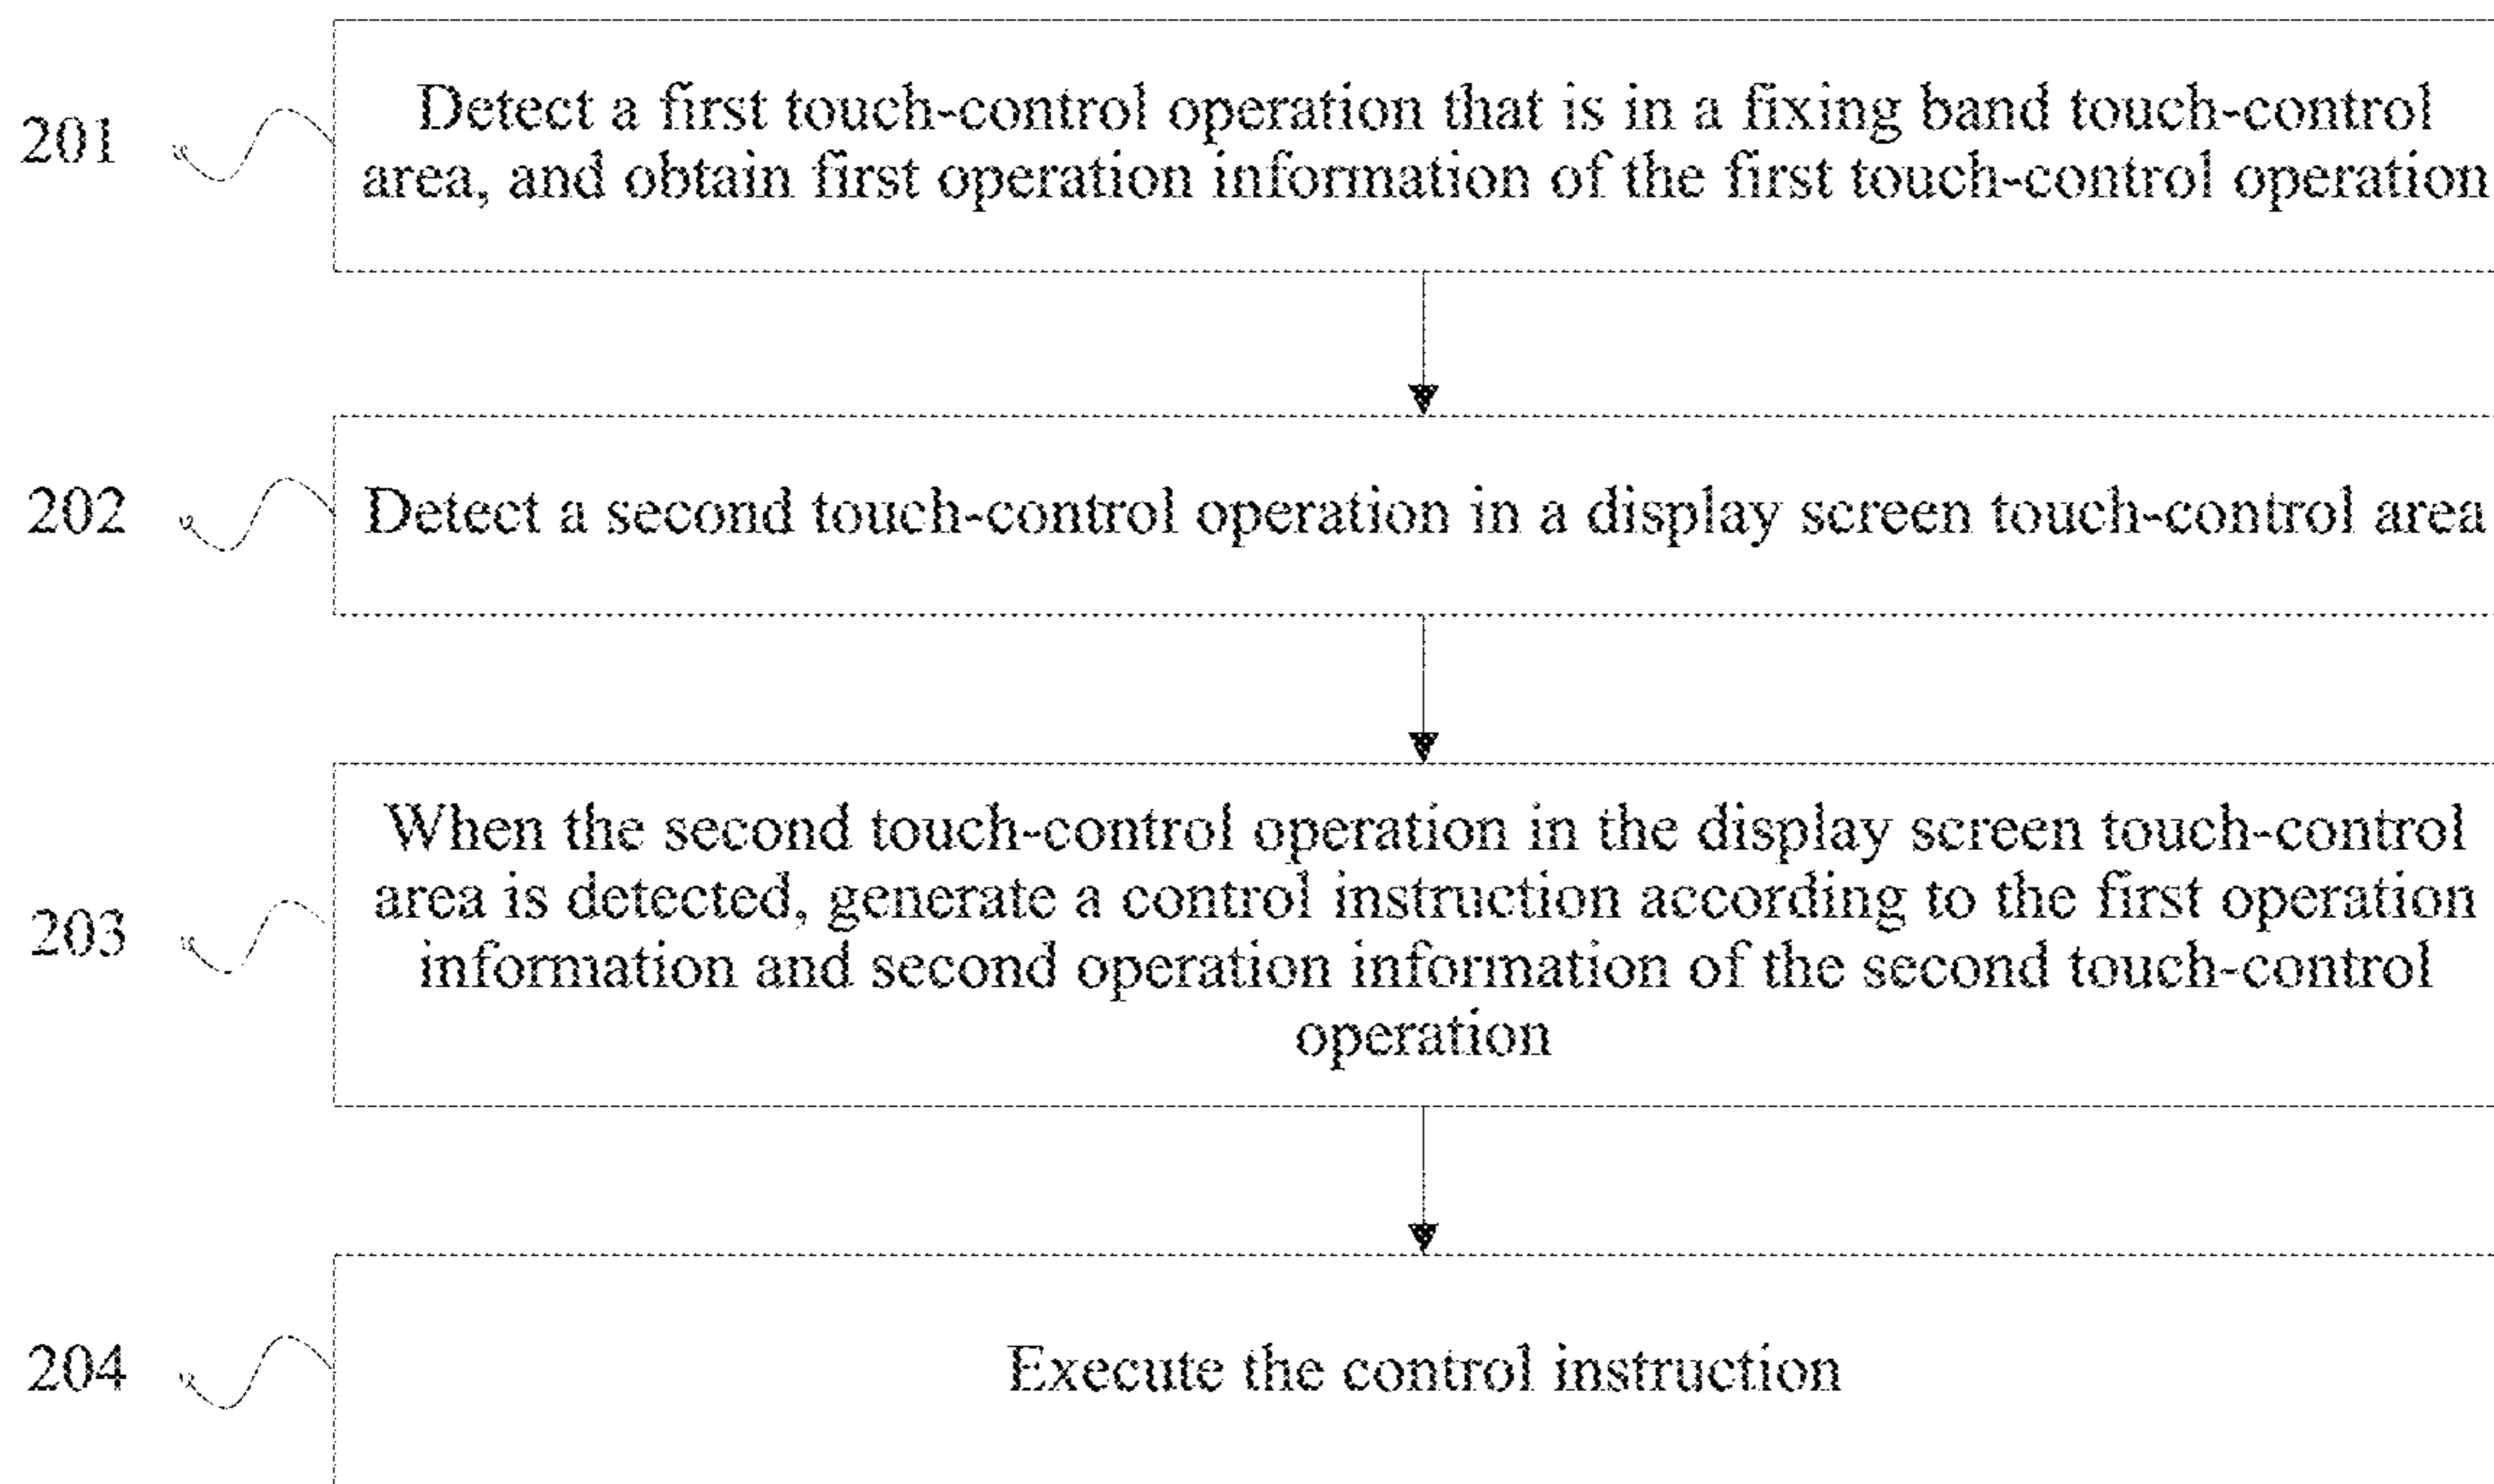 201
Detect a first touch-control operation that is in a fixing band touch-control
area, and obtain first operation information of the first touch-control operation
202
Detect a second touch-control operation in a display screen touch-control area
203
When the second touch-control operation in the display screen touch-control
area is detected, generate a control instruction according to the first operation
information and second operation information of the second touch-control
operation
204
Execute the control instruction